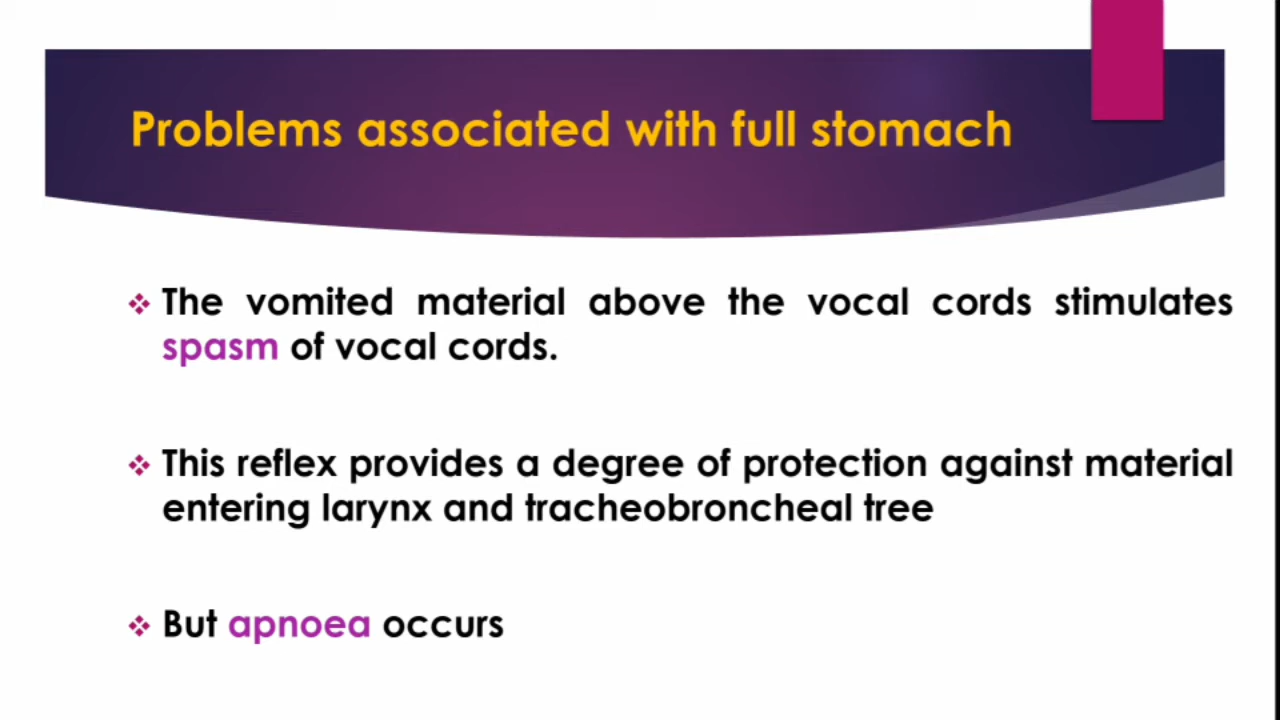 Problems associated with full stomach
❖ The vomited material above the vocal cords stimulates
spasm of vocal cords.
❖ This reflex provides a degree of protection against material
entering larynx and tracheobroncheal tree
❖ But apnoea occurs